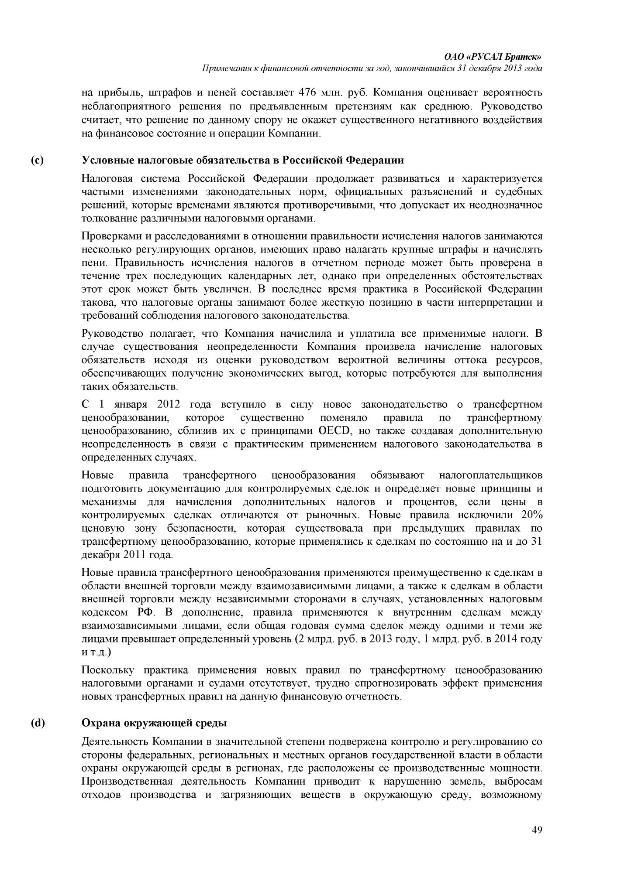 ОАО «РУСАЛ Братск»
Примечания к финансовой отчетности за год, закончившийся 31 декабря 2013 года
на прибыль, штрафов и пеней составляет 476 млн. руб. Компания оценивает вероятность
неблагоприятного решения по предъявленным претензиям как среднюю. Руководство
считает, что решение по данному спору не окажет существенного негативного воздействия
на финансовое состояние и операции Компании.
(c) Условные налоговые обязательства в Российской Федерации
Налоговая система Российской Федерации продолжает развиваться и характеризуется
частыми изменениями законодательных норм, официальных разъяснений и судебных
решений, которые временами являются противоречивыми, что допускает их неоднозначное
толкование различными налоговыми органами.
Проверками и расследованиями в отношении правильности исчисления налогов занимаются
несколько регулирующих органов, имеющих право налагать крупные штрафы и начислять
пени. Правильность исчисления налогов в отчетном периоде может быть проверена в
течение трех последующих календарных лет, однако при определенных обстоятельствах
этот срок может быть увеличен. В последнее время практика в Российской Федерации
такова, что налоговые органы занимают более жесткую позицию в части интерпретации и
требований соблюдения налогового законодательства.
Руководство полагает, что Компания начислила и уплатила все применимые налоги. В
случае существования неопределенности Компания произвела начисление налоговых
обязательств исходя из оценки руководством вероятной величины оттока ресурсов,
обеспечивающих получение экономических выгод, которые потребуются для выполнения
таких обязательств.
С 1 января 2012 года вступило в силу новое законодательство о трансфертном
ценообразовании, которое существенно поменяло правила по трансфертному
ценообразованию, сблизив их с принципами OECD, но также создавая дополнительную
неопределенность в связи с практическим применением налогового законодательства в
определенных случаях.
Новые правила трансфертного ценообразования обязывают налогоплательщиков
подготовить документацию для контролируемых сделок и определяет новые принципы и
механизмы для начисления дополнительных налогов и процентов, если цены в
контролируемых сделках отличаются от рыночных. Новые правила исключили 20%
ценовую зону безопасности, которая существовала при предыдущих правилах по
трансфертному ценообразованию, которые применялись к сделкам по состоянию на и до 31
декабря 2011 года.
Новые правила трансфертного ценообразования применяются преимущественно к сделкам в
области внешней торговли между взаимозависимыми лицами, а также к сделкам в области
внешней торговли между независимыми сторонами в случаях, установленных налоговым
кодексом РФ. В дополнение, правила применяются к внутренним сделкам между
взаимозависимыми лицами, если общая годовая сумма сделок между одними и теми же
лицами превышает определенный уровень (2 млрд. руб. в 2013 году, 1 млрд. руб. в 2014 году
и т.д.)
Поскольку практика применения новых правил по трансфертному ценообразованию
налоговыми органами и судами отсутствует, трудно спрогнозировать эффект применения
новых трансфертных правил на данную финансовую отчетность.
(d) Охрана окружающей среды
Деятельность Компании в значительной степени подвержена контролю и регулированию со
стороны федеральных, региональных и местных органов государственной власти в области
охраны окружающей среды в регионах, где расположены ее производственные мощности.
Производственная деятельность Компании приводит к нарушению земель, выбросам
отходов производства и загрязняющих веществ в окружающую среду, возможному
49